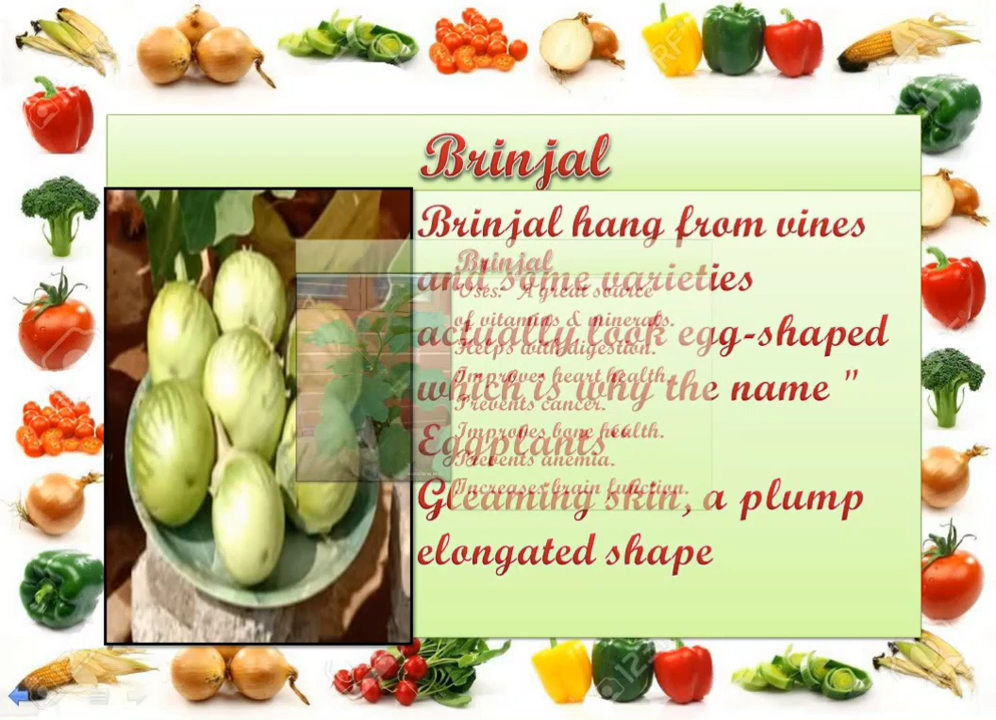 Brinjal
Brinjal hang from vines
and some varieties
actually look egg-shaped
which is why the name "
Eggplants"
Gleaming skin, a plump
elongated shape
Brinjal
Uses: A great source
of vitamins & minerals.
Helps with digestion.
Improves heart health.
Prevents cancer.
Improves bone health.
Prevents anemia.
Increases brain function.